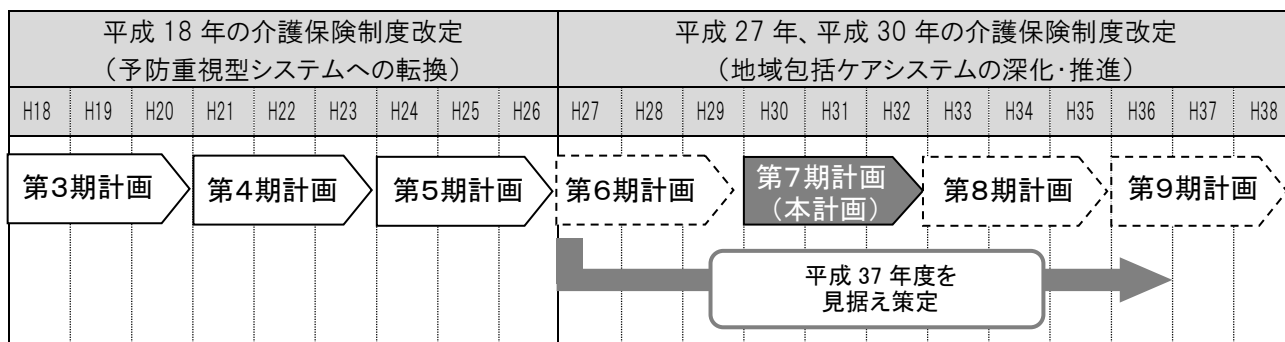 平成 18 年の介護保険制度改定
（予防重視型システムへの転換）
平成 27 年、平成 30 年の介護保険制度改定
（地域包括ケアシステムの深化・推進）
H18 H19 H20 H21 H22 H23 H24 H25 H26 H27 H28 H29 H30 H31 H32 H33 H34 H35 H36 H37 H38
第３期計画 第４期計画 第５期計画 第６期計画 第７期計画
（本計画） 第８期計画 第９期計画
平成 37 年度を
見据え策定